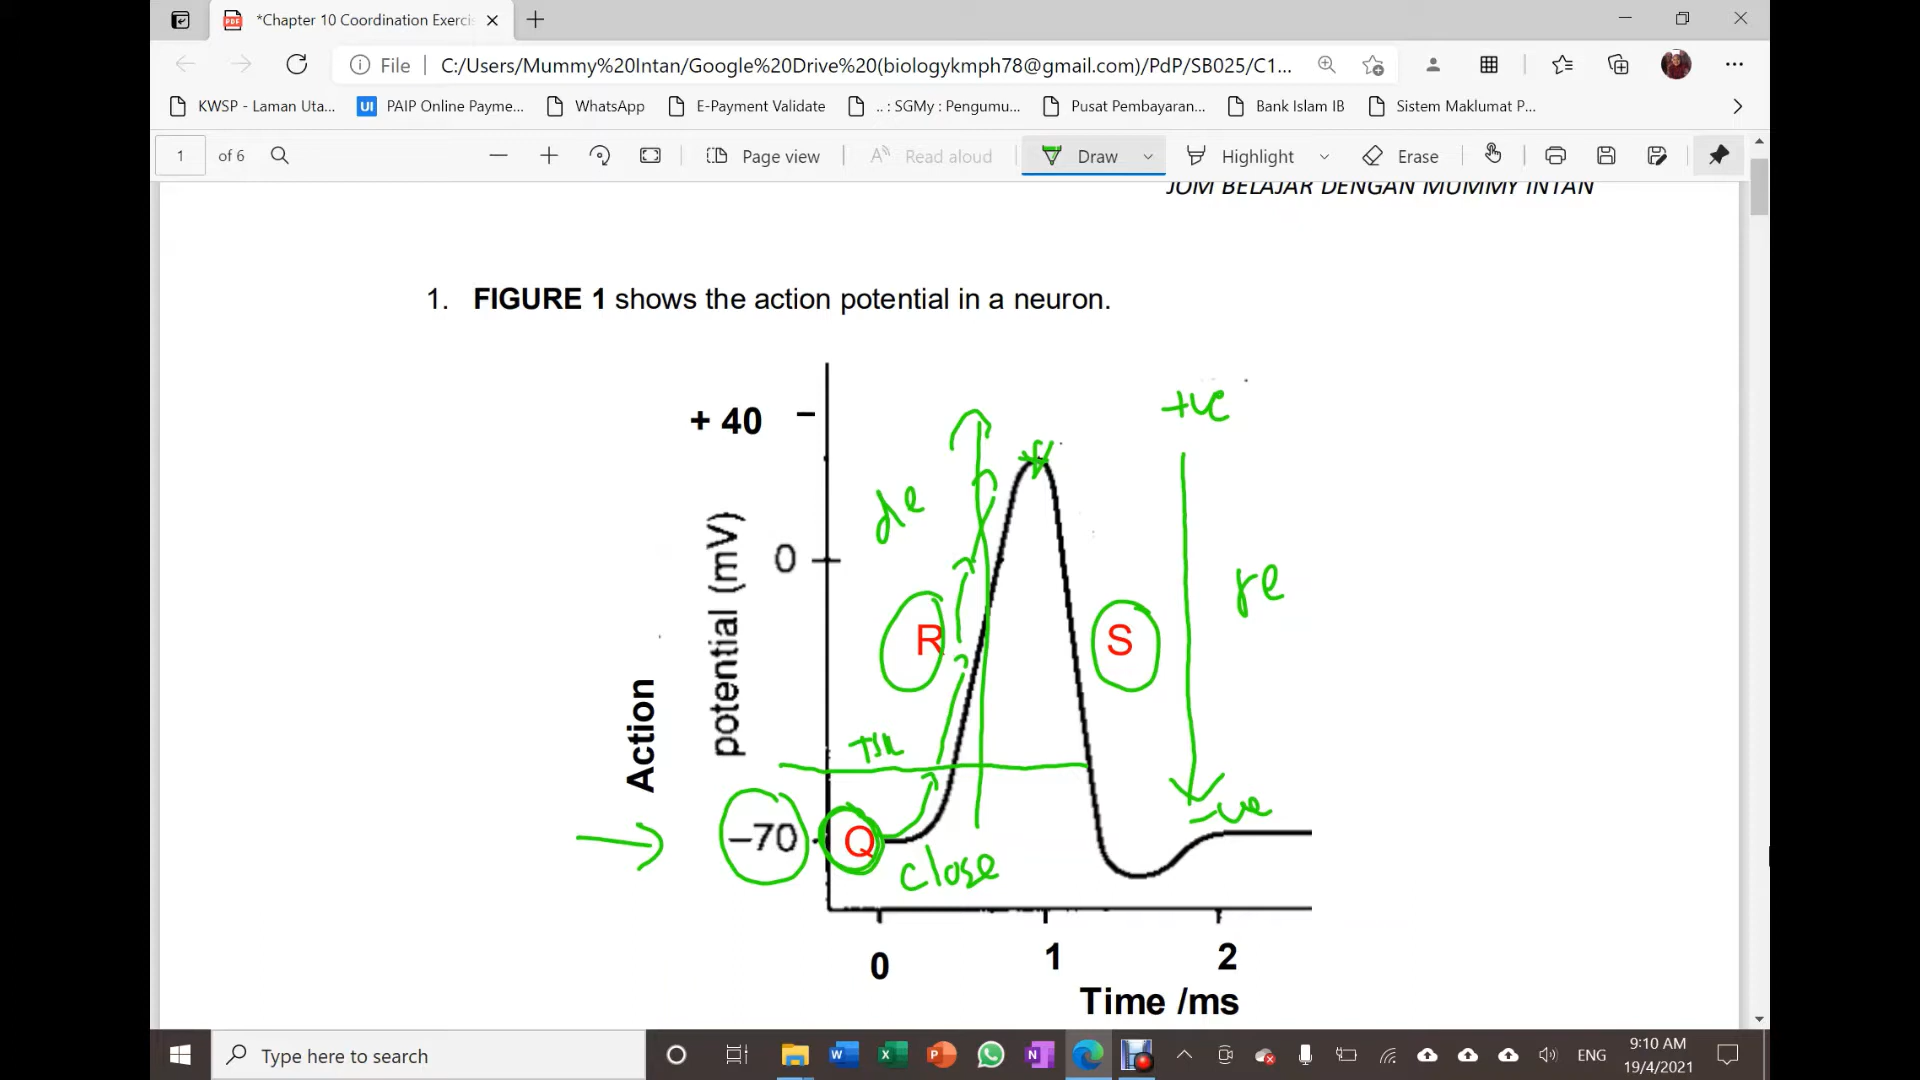 *Chapter 10 Coordination Exerci
File
C:/Users/Mummy%20Intan/Google%20Drive%20(biologykmph78@gmail.com)/PdP/SB025/C1...
KWSP - Laman Uta...
UI PAIP Online Payme...
WhatsApp
E-Payment Validate
.. : SGMy : Pengumu...
Pusat Pembayaran...
Bank Islam IB
Sistem Maklumat P...
1 of 6
Page view
Read aloud
Draw
Highlight
Erase
JOM BELAJAR DENGAN MUMMY INTAN
1. FIGURE 1 shows the action potential in a neuron.
+ 40
+ve
de
0
re
R
S
Action
potential (mV)
-ve
–70
Q
close
0
1
2
Time /ms
Type here to search
ENG
9:10 AM
19/4/2021